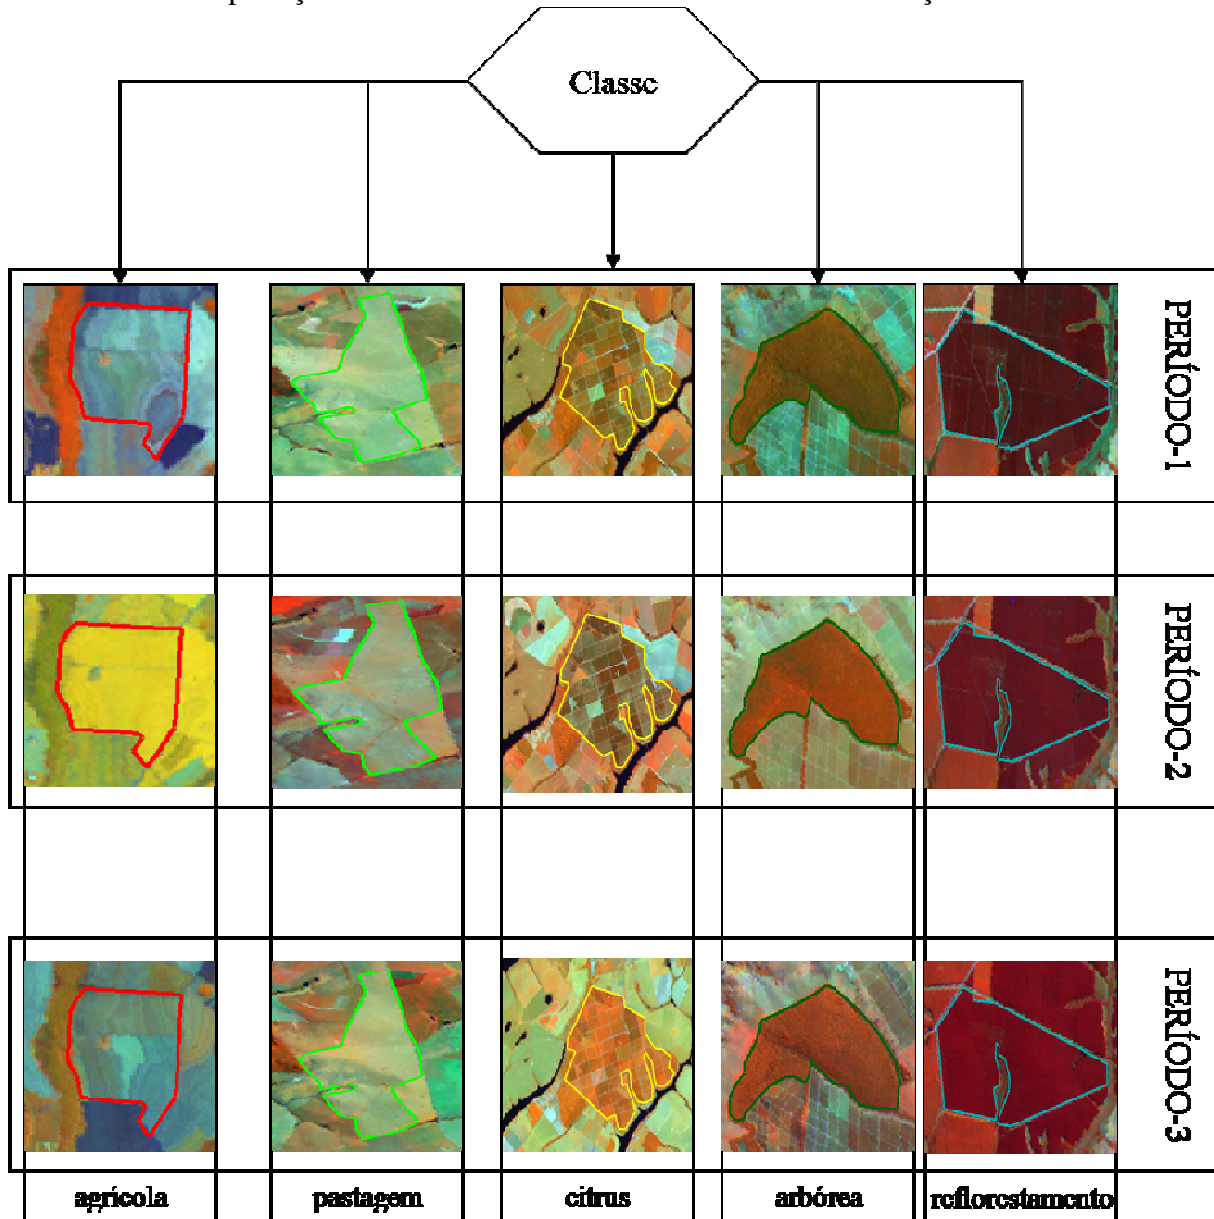 Classe
PERÍODO-1
PERÍODO-2
PERÍODO-3
agrícola pastagem citrus arbórea reflorestamento